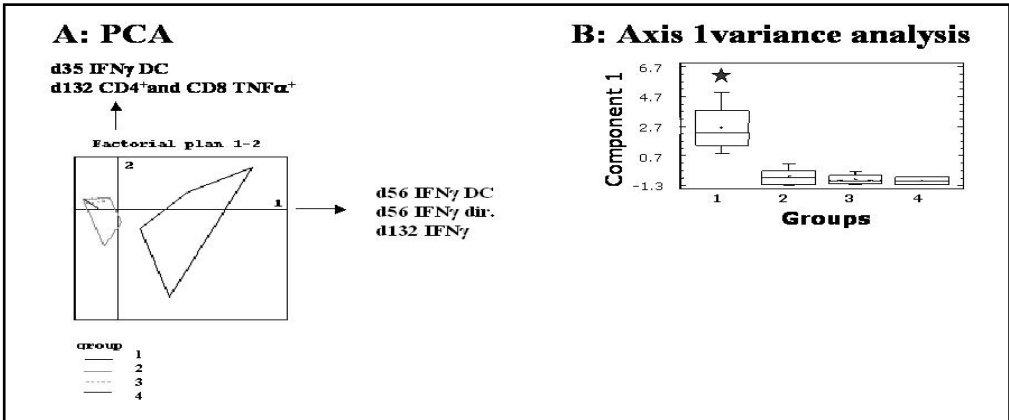 A: PCA
d35 IFNγ DC
d132 CD4⁺and CD8 TNFα⁺
Factorial plan 1-2
2
1
d56 IFNγ DC
d56 IFNγ dir.
d132 IFNγ
group
1
2
3
4
B: Axis 1variance analysis
Component 1
6.7
4.7
2.7
0.7
-1.3
1 2 3 4
Groups